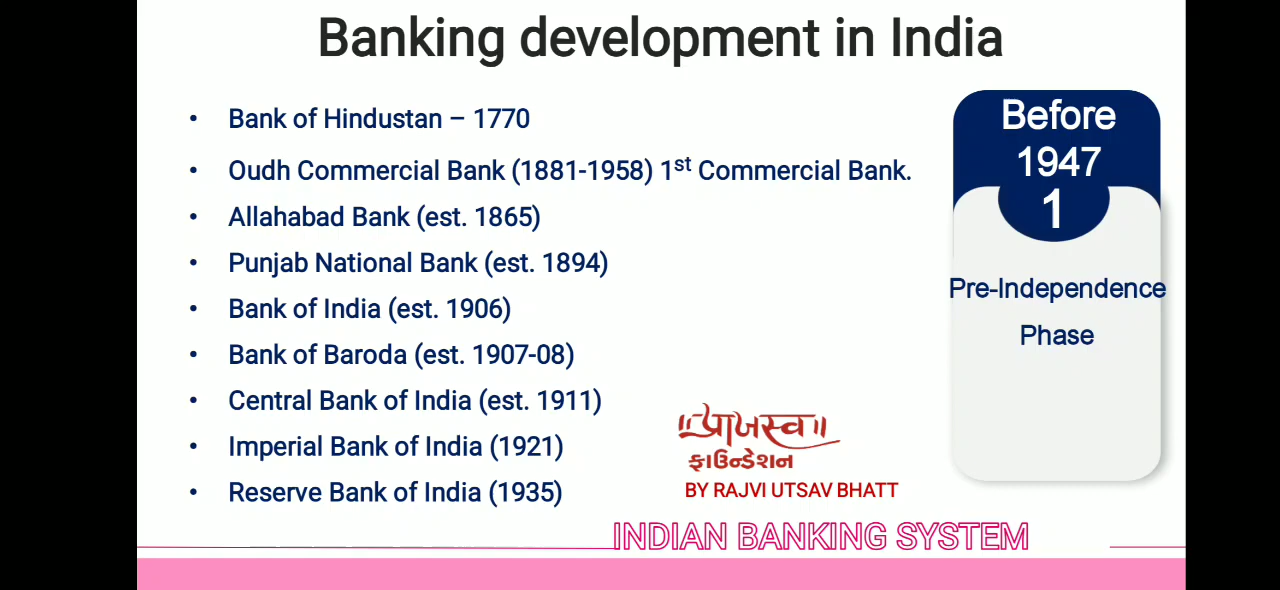 Banking development in India
• Bank of Hindustan – 1770
• Oudh Commercial Bank (1881-1958) 1st Commercial Bank.
• Allahabad Bank (est. 1865)
• Punjab National Bank (est. 1894)
• Bank of India (est. 1906)
• Bank of Baroda (est. 1907-08)
• Central Bank of India (est. 1911)
• Imperial Bank of India (1921)
• Reserve Bank of India (1935)
Before
1947
1
Pre-Independence
Phase
ફાઉન્ડેશન
BY RAJVI UTSAV BHATT
INDIAN BANKING SYSTEM